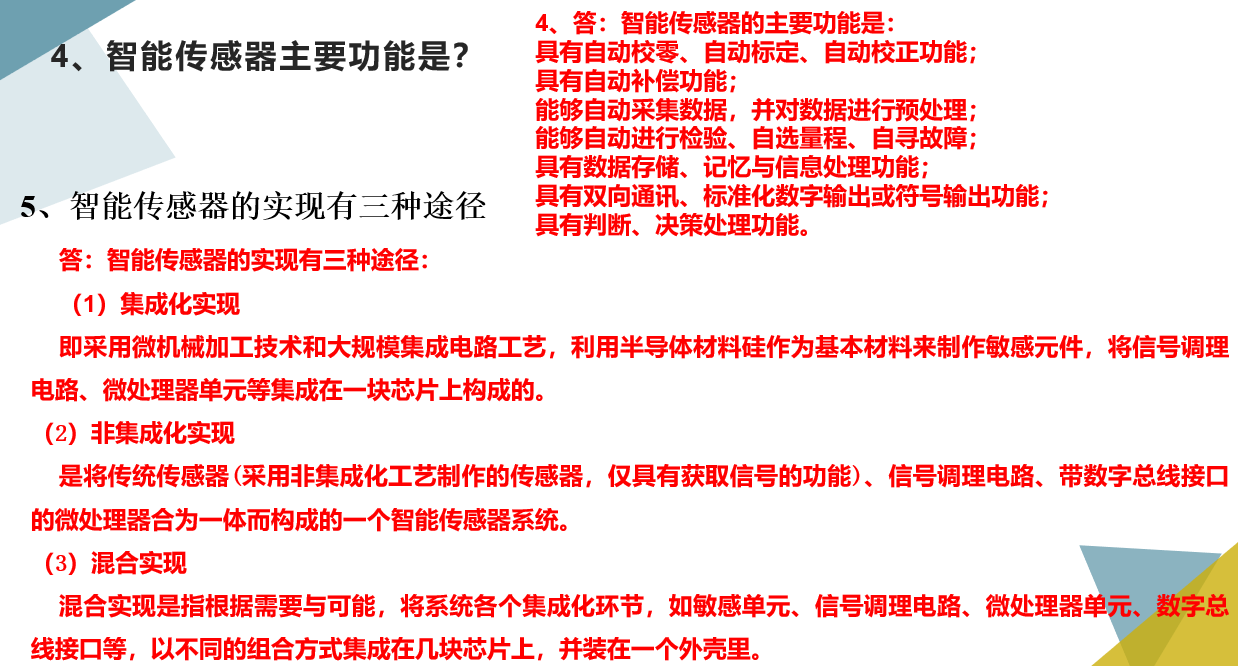 4、智能传感器主要功能是？
4、答：智能传感器的主要功能是：
具有自动校零、自动标定、自动校正功能；
具有自动补偿功能；
能够自动采集数据，并对数据进行预处理；
能够自动进行检验、自选量程、自寻故障；
具有数据存储、记忆与信息处理功能；
具有双向通讯、标准化数字输出或符号输出功能；
具有判断、决策处理功能。
5、智能传感器的实现有三种途径
答：智能传感器的实现有三种途径：
（1）集成化实现
即采用微机械加工技术和大规模集成电路工艺，利用半导体材料硅作为基本材料来制作敏感元件，将信号调理
电路、微处理器单元等集成在一块芯片上构成的。
（2）非集成化实现
是将传统传感器(采用非集成化工艺制作的传感器，仅具有获取信号的功能)、信号调理电路、带数字总线接口
的微处理器合为一体而构成的一个智能传感器系统。
（3）混合实现
混合实现是指根据需要与可能，将系统各个集成化环节，如敏感单元、信号调理电路、微处理器单元、数字总
线接口等，以不同的组合方式集成在几块芯片上，并装在一个外壳里。